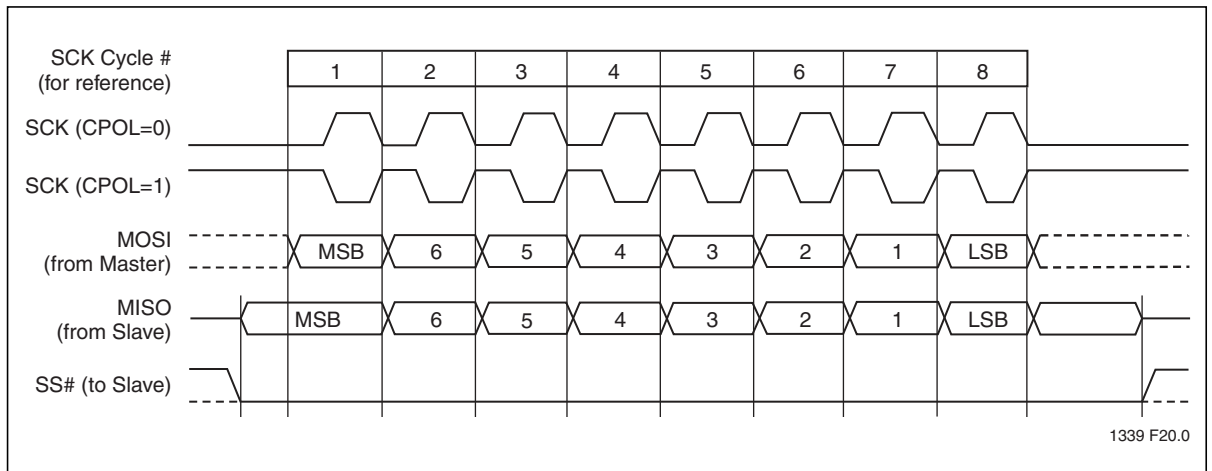 SCK Cycle #
(for reference)
1 2 3 4 5 6 7 8
SCK (CPOL=0)
SCK (CPOL=1)
MOSI
(from Master)
MSB 6 5 4 3 2 1 LSB
MISO
(from Slave)
MSB 6 5 4 3 2 1 LSB
SS# (to Slave)
1339 F20.0